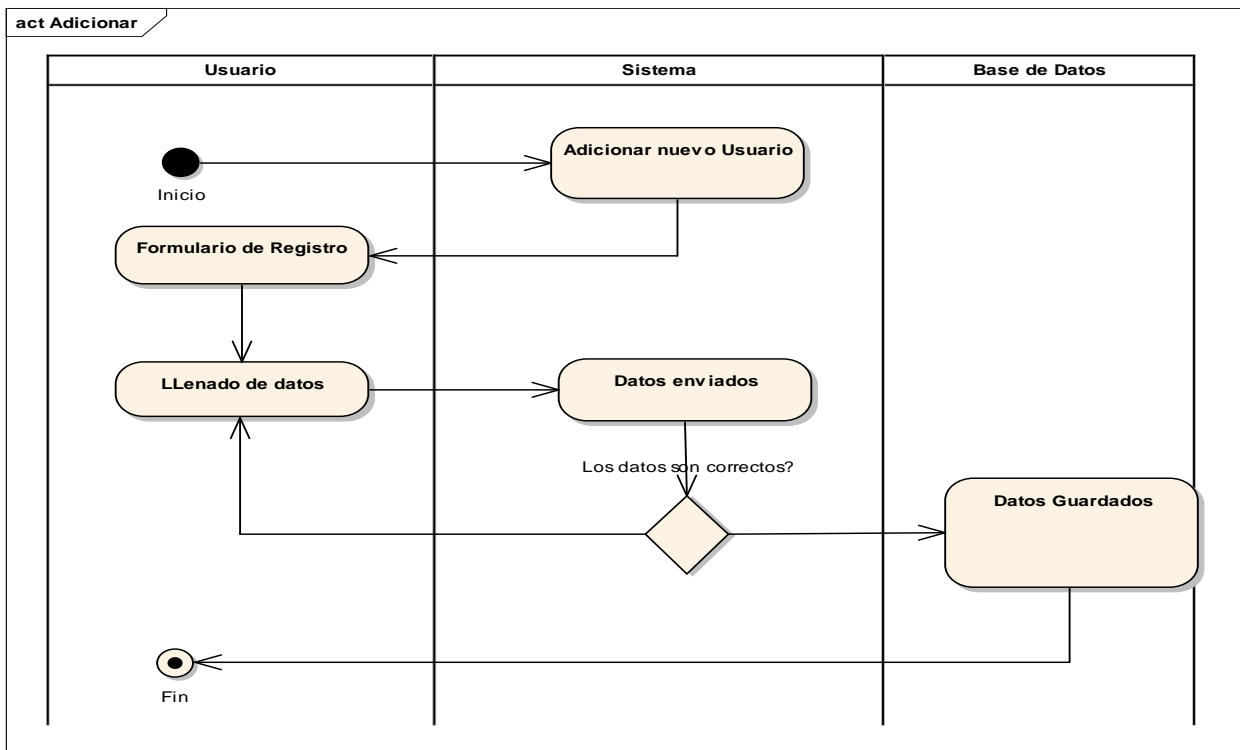 act Adicionar
Usuario
Sistema
Base de Datos
Adicionar nuevo Usuario
Inicio
Formulario de Registro
LLenado de datos
Datos enviados
Los datos son correctos?
Datos Guardados
Fin